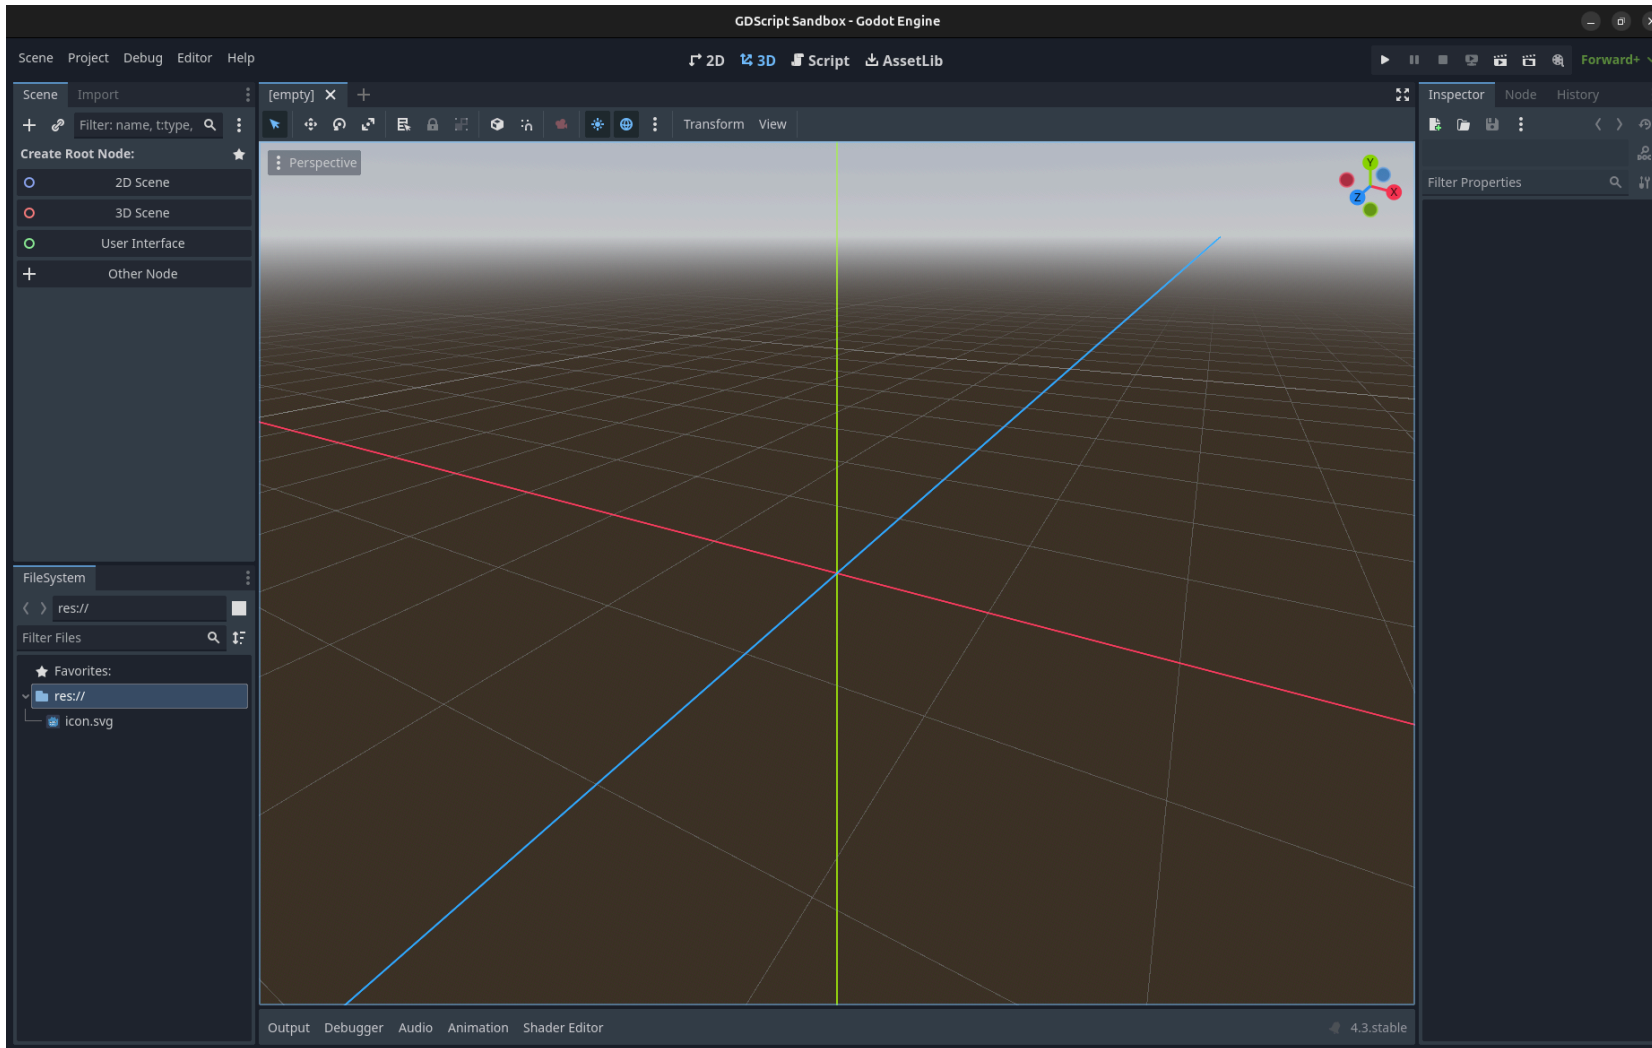 GDScript Sandbox - Godot Engine
Scene Project Debug Editor Help
2D 3D Script AssetLib
Forward+
Scene Import
[empty]
Inspector Node History
Filter: name, t:type,
Transform View
Create Root Node:
Perspective
Y
X
Z
DOC
2D Scene
Filter Properties
3D Scene
User Interface
Other Node
FileSystem
res://
Filter Files
Favorites:
res://
icon.svg
Output Debugger Audio Animation Shader Editor
4.3.stable